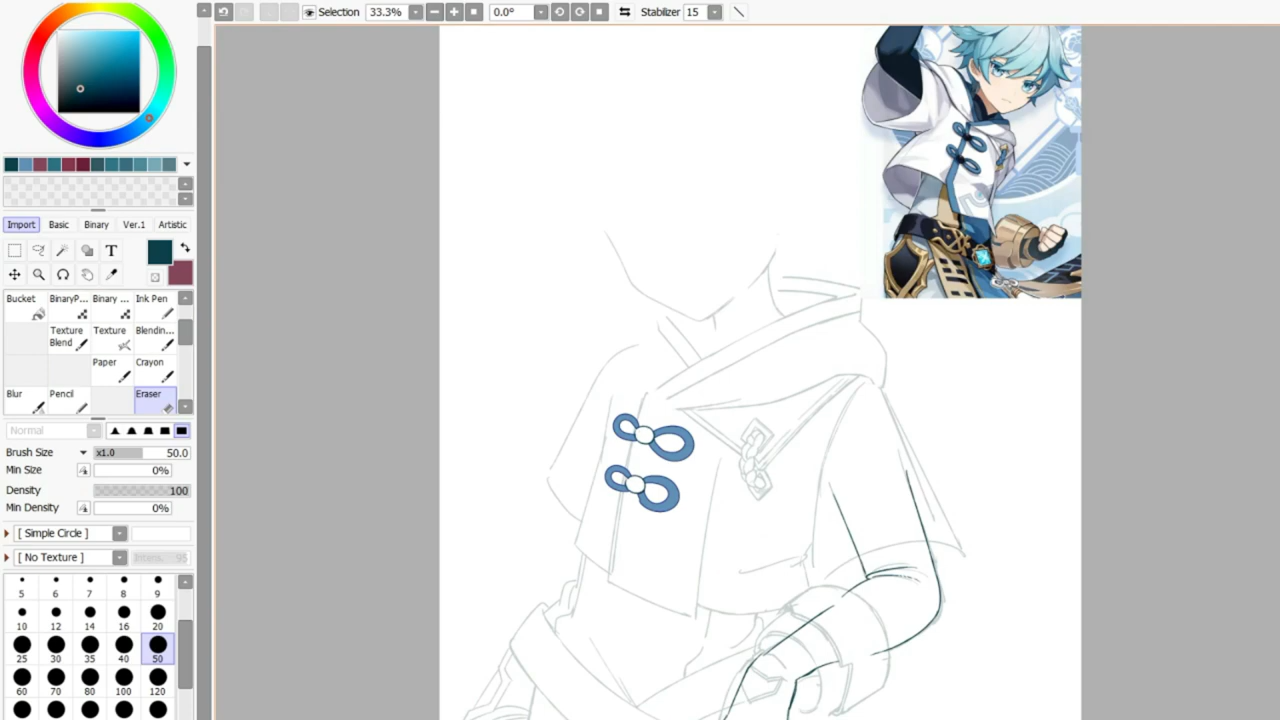 Selection 33.3% 0.0° Stabilizer 15
Import Basic Binary Ver.1 Artistic
T
Bucket BinaryP... Binary ... Ink Pen
Texture Blend Texture Blendin...
Paper Crayon
Blur Pencil Eraser
Normal
Brush Size x1.0 50.0
Min Size 0%
Density 100
Min Density 0%
[ Simple Circle ]
[ No Texture ] Intens. 95
5 6 7 8 9
10 12 14 16 20
25 30 35 40 50
60 70 80 100 120